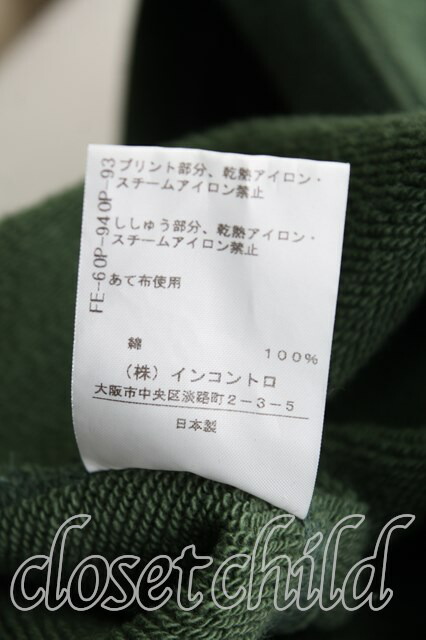 プリント部分、乾熱アイロン・
スチームアイロン禁止
ししゅう部分、乾熱アイロン・
スチームアイロン禁止
あて布使用
FE-60P-940P-93
綿 100%
(株)インコントロ
大阪市中央区淡路町2-3-5
日本製
closet child